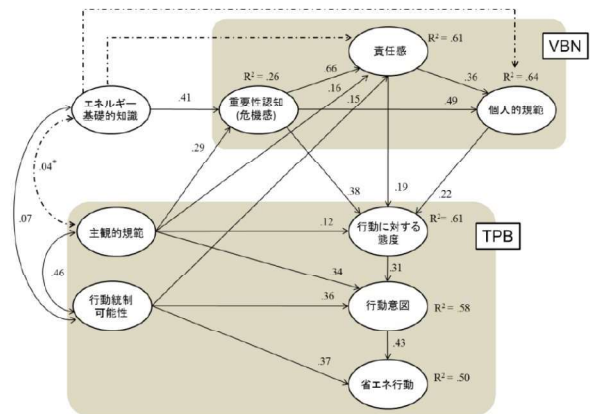 責任感
R² = .61
VBN
R² = .26
.66
.36
R² = .64
エネルギー
基礎的知識
.41
重要性認知
(危機感)
.16
.15
.49
個人的規範
.04⁺
.29
.38
.19
.22
.07
主観的規範
.12
行動に対する
態度
R² = .61
TPB
.46
.34
.31
行動統制
可能性
.36
行動意図
R² = .58
.43
.37
省エネ行動
R² = .50